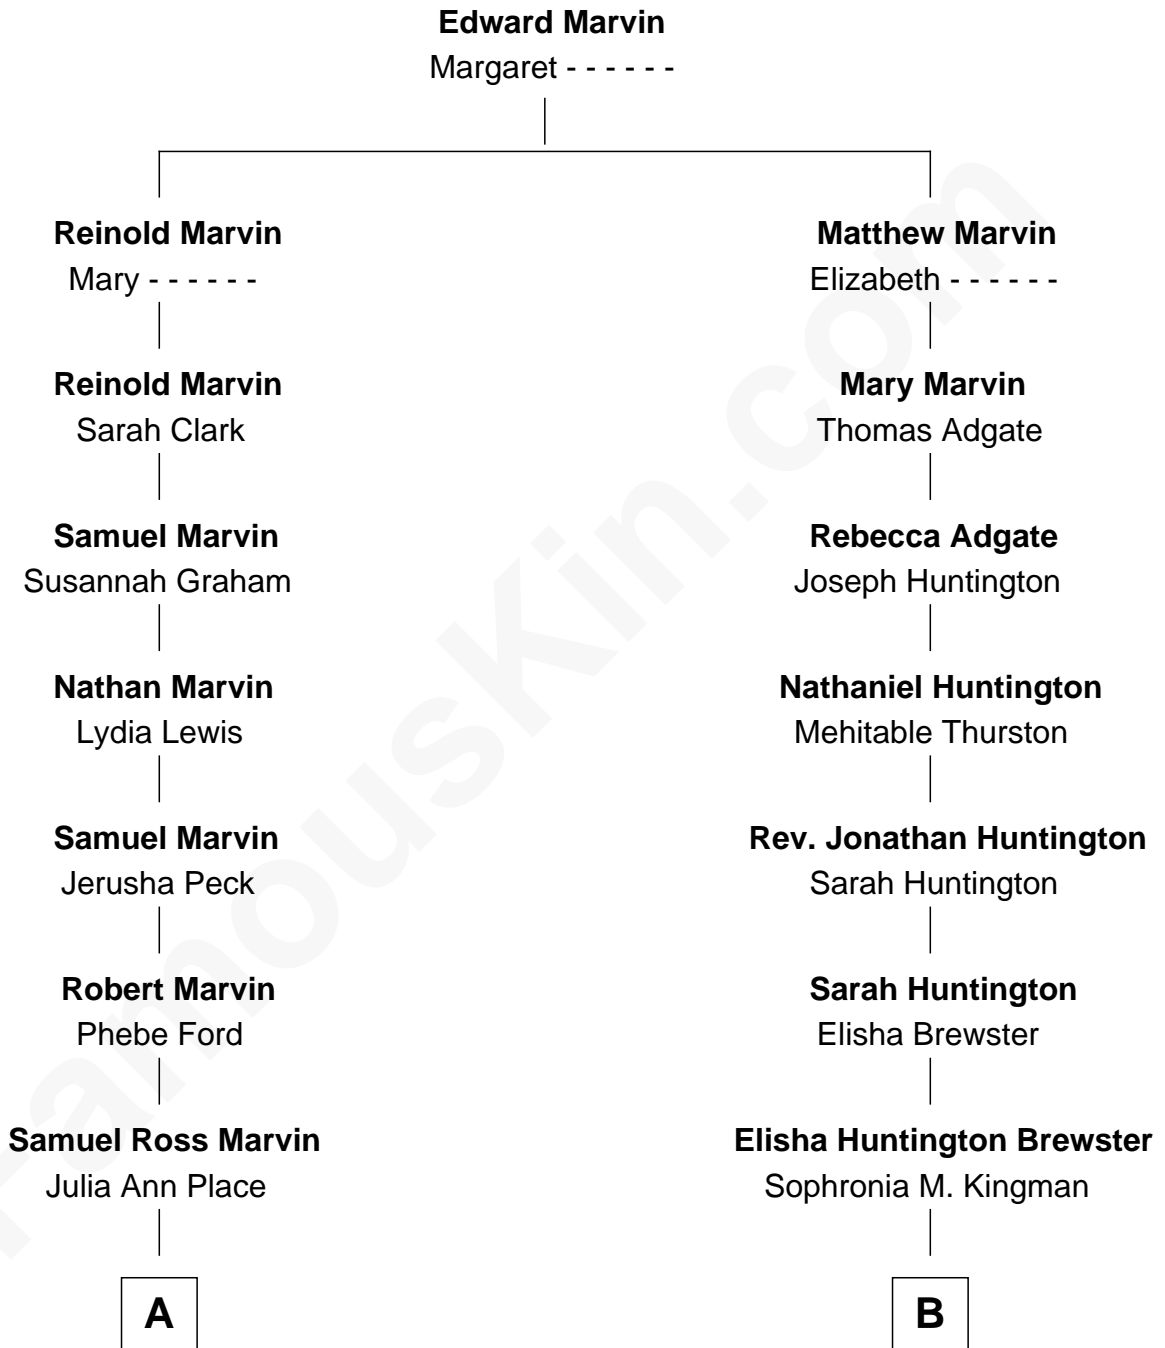 Edward Marvin
Margaret - - - - - -
Reinold Marvin
Mary - - - - - -
Matthew Marvin
Elizabeth - - - - - -
Reinold Marvin
Sarah Clark
Mary Marvin
Thomas Adgate
Samuel Marvin
Susannah Graham
Rebecca Adgate
Joseph Huntington
Nathan Marvin
Lydia Lewis
Nathaniel Huntington
Mehitable Thurston
Samuel Marvin
Jerusha Peck
Rev. Jonathan Huntington
Sarah Huntington
Robert Marvin
Phebe Ford
Sarah Huntington
Elisha Brewster
Samuel Ross Marvin
Julia Ann Place
Elisha Huntington Brewster
Sophronia M. Kingman
A
B
FamousKin.com